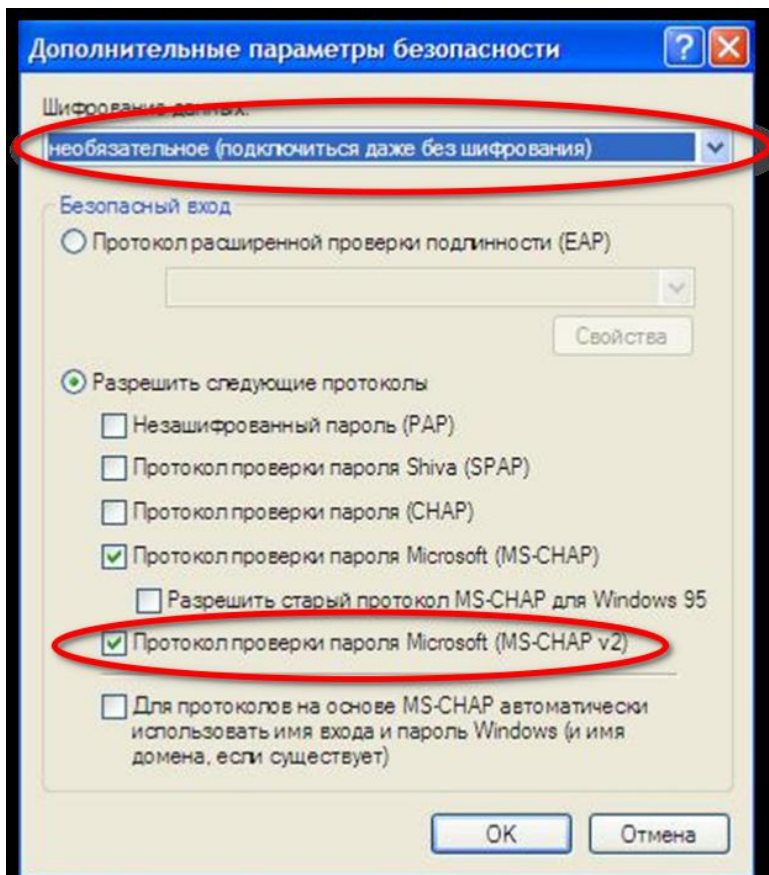 Дополнительные параметры безопасности
Шифрование данных:
необязательное (подключиться даже без шифрования)
Безопасный вход
Протокол расширенной проверки подлинности (EAP)
Свойства
Разрешить следующие протоколы
Незашифрованный пароль (PAP)
Протокол проверки пароля Shiva (SPAP)
Протокол проверки пароля (CHAP)
Протокол проверки пароля Microsoft (MS-CHAP)
Разрешить старый протокол MS-CHAP для Windows 95
Протокол проверки пароля Microsoft (MS-CHAP v2)
Для протоколов на основе MS-CHAP автоматически
использовать имя входа и пароль Windows (и имя
домена, если существует)
OK Отмена